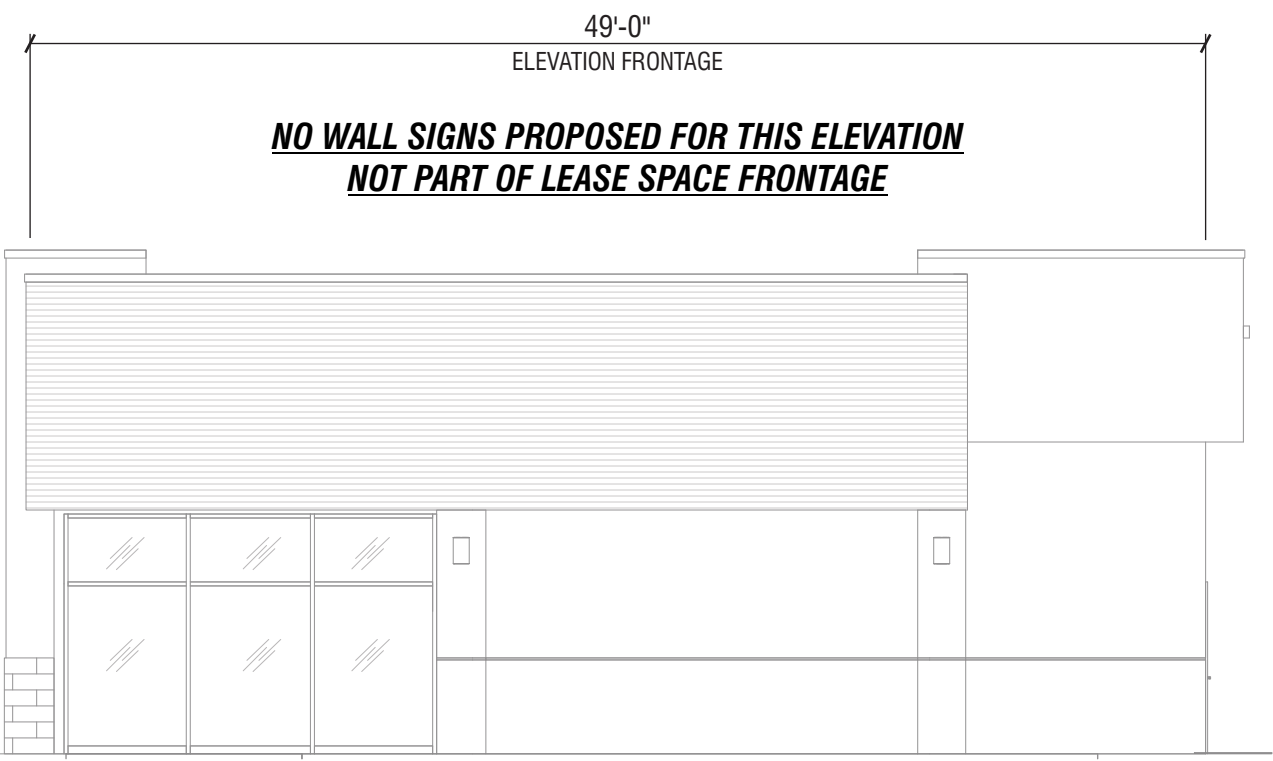 49'-0"
ELEVATION FRONTAGE
NO WALL SIGNS PROPOSED FOR THIS ELEVATION
NOT PART OF LEASE SPACE FRONTAGE